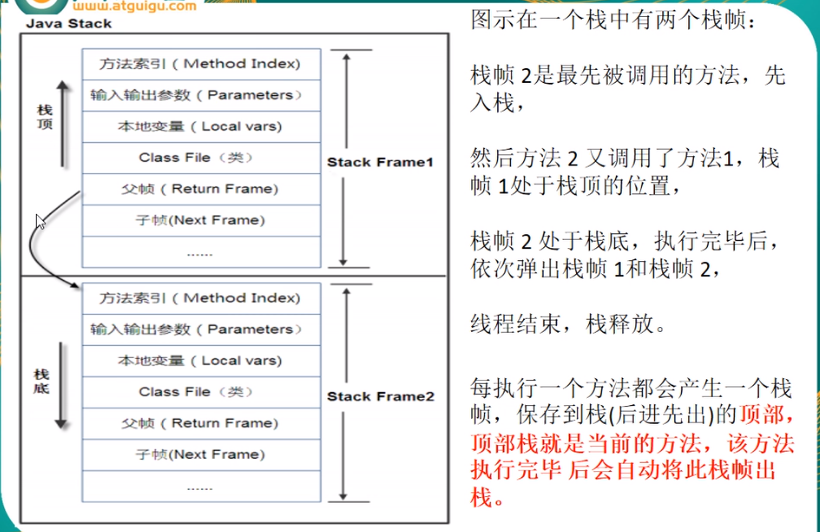 www.atguigu.com
Java Stack
方法索引（Method Index)
输入输出参数（Parameters）
本地变量（Local vars)
Class File（类）
父帧（Return Frame)
子帧(Next Frame)
......
栈顶
Stack Frame1
方法索引（Method Index)
输入输出参数（Parameters）
本地变量（Local vars)
Class File（类）
父帧（Return Frame)
子帧(Next Frame)
......
栈底
Stack Frame2
图示在一个栈中有两个栈帧：
栈帧 2是最先被调用的方法，先
入栈，
然后方法 2 又调用了方法1，栈
帧 1处于栈顶的位置，
栈帧 2 处于栈底，执行完毕后，
依次弹出栈帧 1和栈帧 2，
线程结束，栈释放。
每执行一个方法都会产生一个栈
帧，保存到栈(后进先出)的顶部，
顶部栈就是当前的方法，该方法
执行完毕 后会自动将此栈帧出
栈。